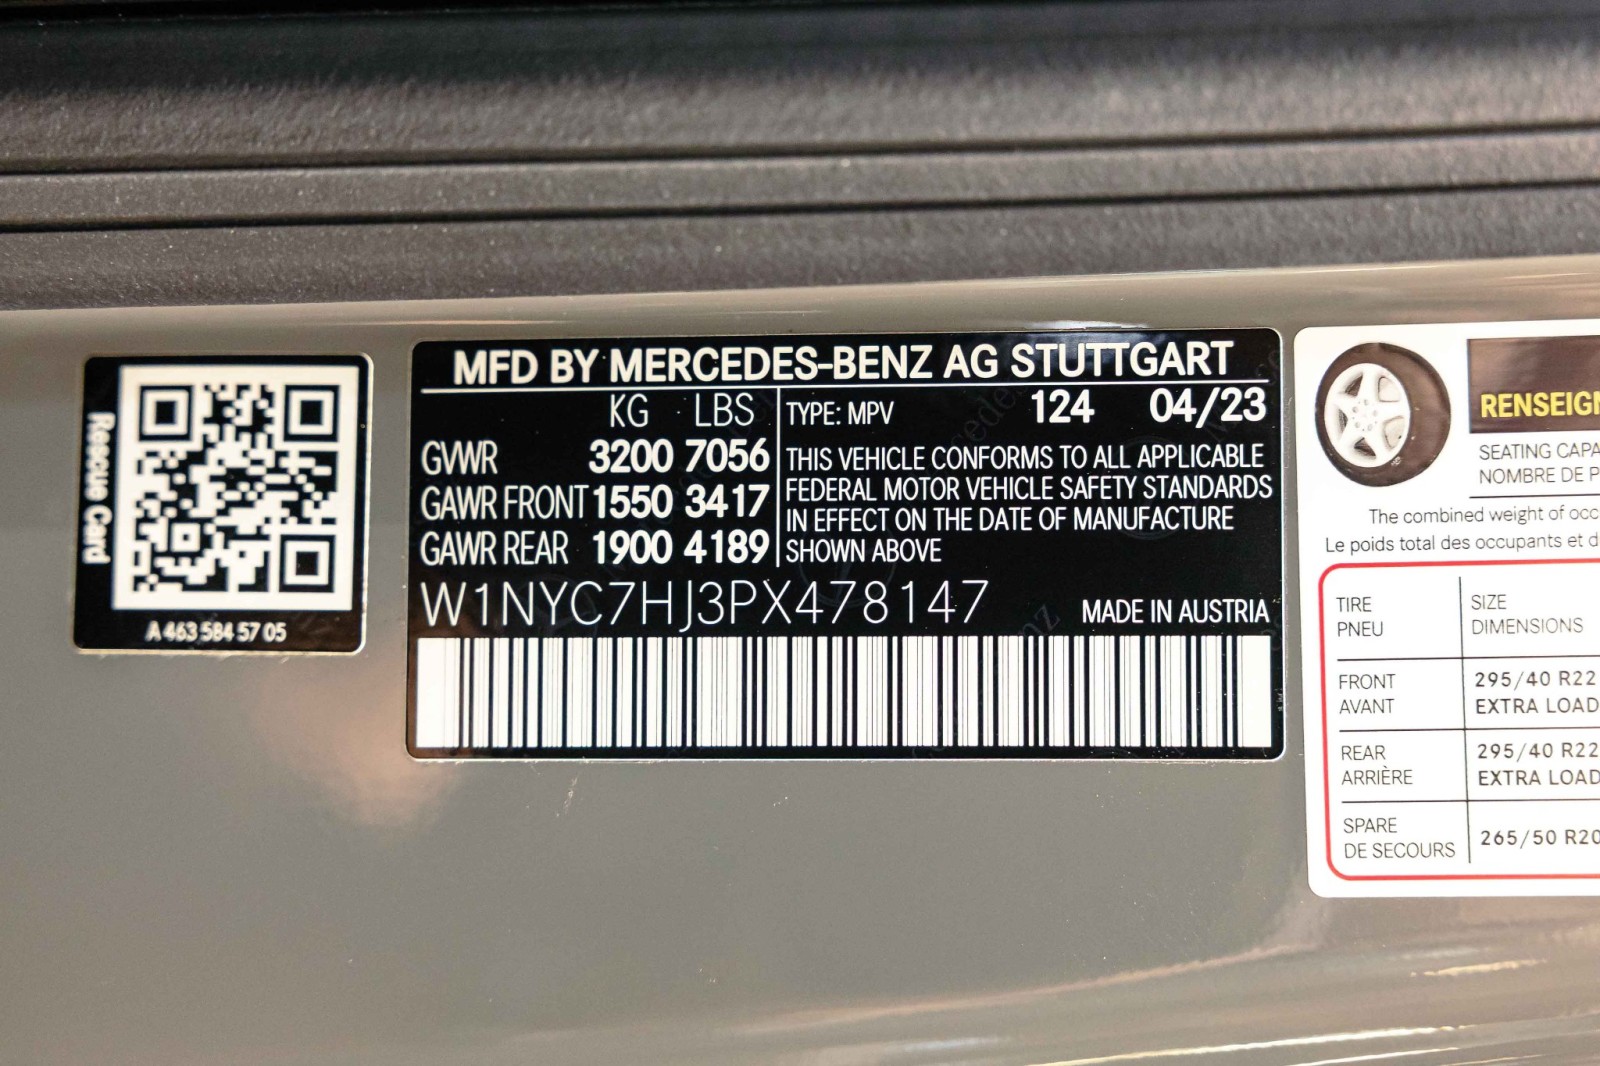 Rescue Card
A 463 584 57 05
MFD BY MERCEDES-BENZ AG STUTTGART
KG LBS
GVWR 3200 7056
GAWR FRONT 1550 3417
GAWR REAR 1900 4189
TYPE: MPV 124 04/23
THIS VEHICLE CONFORMS TO ALL APPLICABLE
FEDERAL MOTOR VEHICLE SAFETY STANDARDS
IN EFFECT ON THE DATE OF MANUFACTURE
SHOWN ABOVE
W1NYC7HJ3PX478147
MADE IN AUSTRIA
RENSEIGN
SEATING CAPA
NOMBRE DE P
The combined weight of occ
Le poids total des occupants et d
TIRE SIZE
PNEU DIMENSIONS
FRONT 295/40 R22
AVANT EXTRA LOAD
REAR 295/40 R22
ARRIÈRE EXTRA LOAD
SPARE 265/50 R20
DE SECOURS